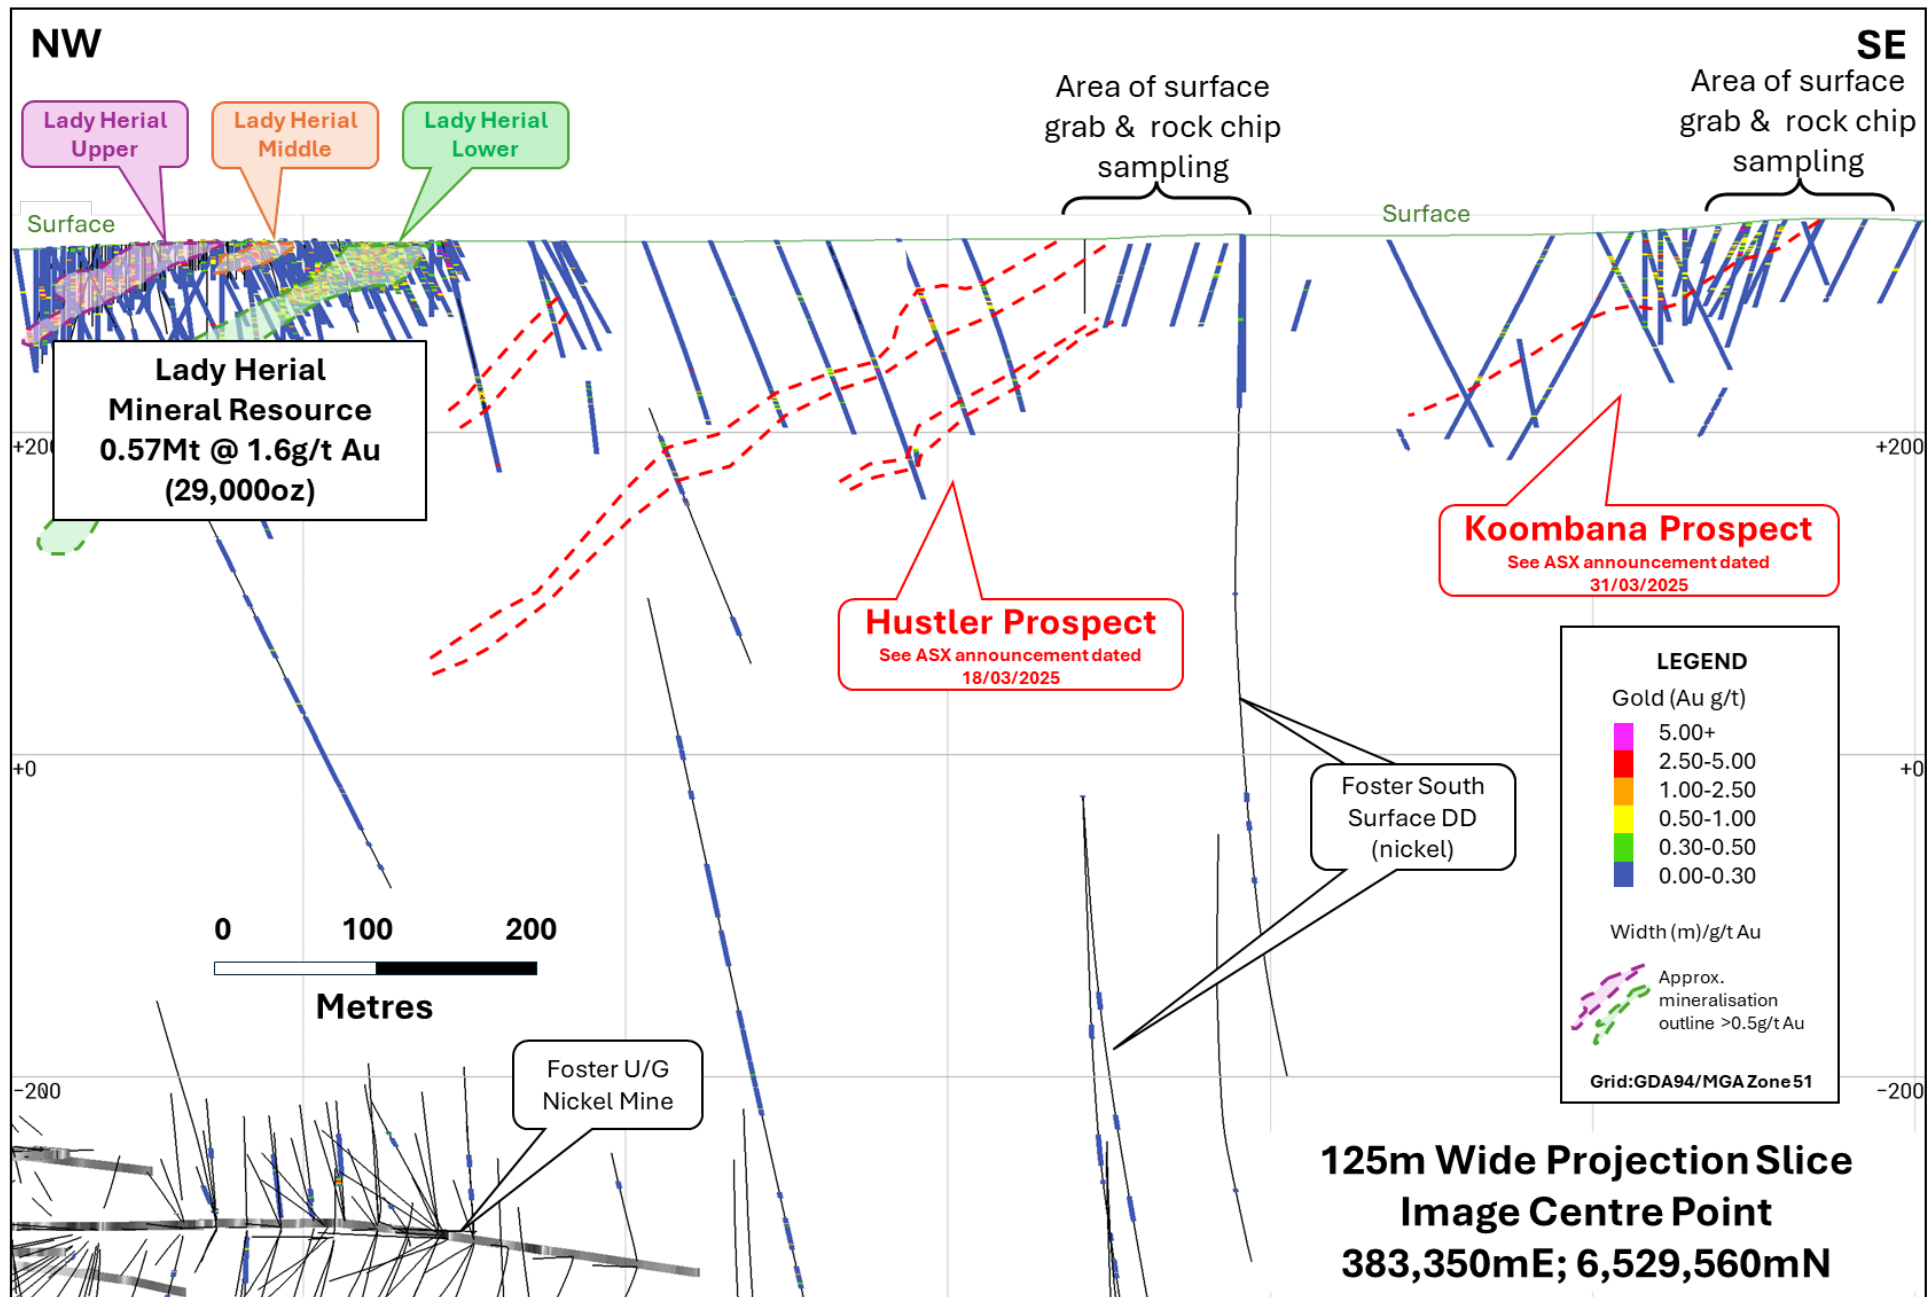 NW
SE
Area of surface
grab & rock chip
sampling
Area of surface
grab & rock chip
sampling
Lady Herial
Upper
Lady Herial
Middle
Lady Herial
Lower
Surface
Surface
Lady Herial
Mineral Resource
0.57Mt @ 1.6g/t Au
(29,000oz)
+200
+200
Koombana Prospect
See ASX announcement dated
31/03/2025
Hustler Prospect
See ASX announcement dated
18/03/2025
LEGEND
Gold (Au g/t)
5.00+
2.50-5.00
1.00-2.50
0.50-1.00
0.30-0.50
0.00-0.30
Width (m)/g/t Au
Approx.
mineralisation
outline >0.5g/t Au
Grid:GDA94/MGA Zone 51
+0
+0
Foster South
Surface DD
(nickel)
0 100 200
Metres
Foster U/G
Nickel Mine
-200
-200
125m Wide Projection Slice
Image Centre Point
383,350mE; 6,529,560mN